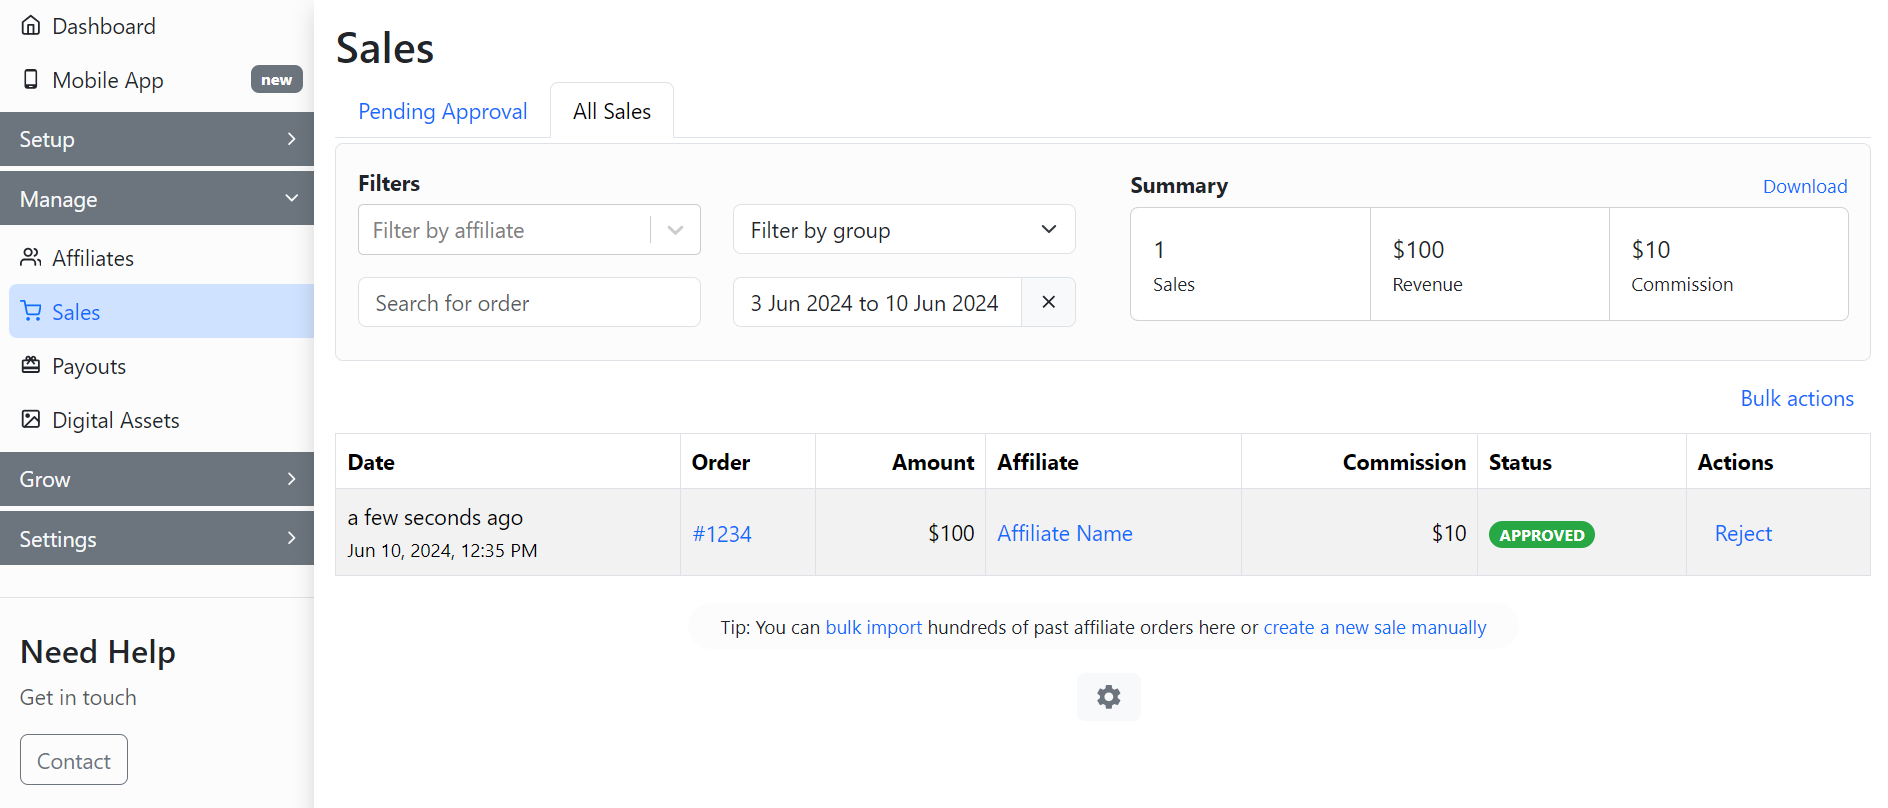 Dashboard
Mobile App new
Setup
Manage
Affiliates
Sales
Payouts
Digital Assets
Grow
Settings
Need Help
Get in touch
Contact
Sales
Pending Approval All Sales
Filters
Filter by affiliate Filter by group
Search for order 3 Jun 2024 to 10 Jun 2024
Summary Download
1 $100 $10
Sales Revenue Commission
Bulk actions
Date Order Amount Affiliate Commission Status Actions
a few seconds ago
Jun 10, 2024, 12:35 PM
#1234 $100 Affiliate Name $10 APPROVED Reject
Tip: You can bulk import hundreds of past affiliate orders here or create a new sale manually